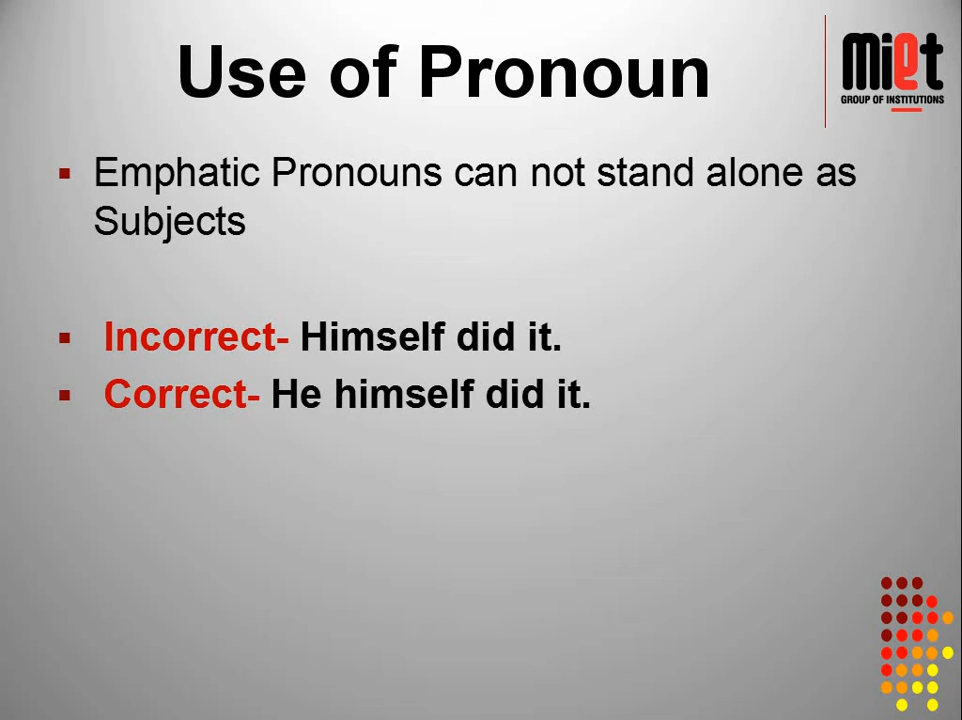 Use of Pronoun
miet
GROUP OF INSTITUTIONS
Emphatic Pronouns can not stand alone as
Subjects
Incorrect- Himself did it.
Correct- He himself did it.